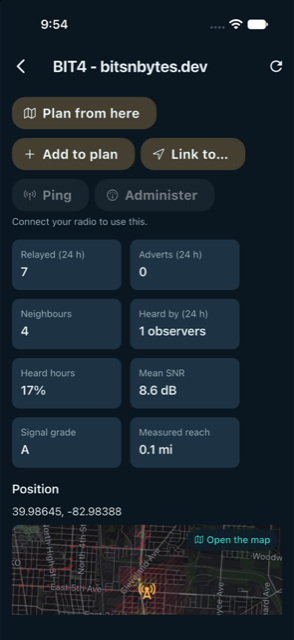 9:54
BIT4 - bitsnbytes.dev
Plan from here
Add to plan
Link to...
Ping
Administer
Connect your radio to use this.
Relayed (24 h)
7
Adverts (24 h)
0
Neighbours
4
Heard by (24 h)
1 observers
Heard hours
17%
Mean SNR
8.6 dB
Signal grade
A
Measured reach
0.1 mi
Position
39.98645, -82.98388
Open the map
Cleveland Ave
East-5th-Ave